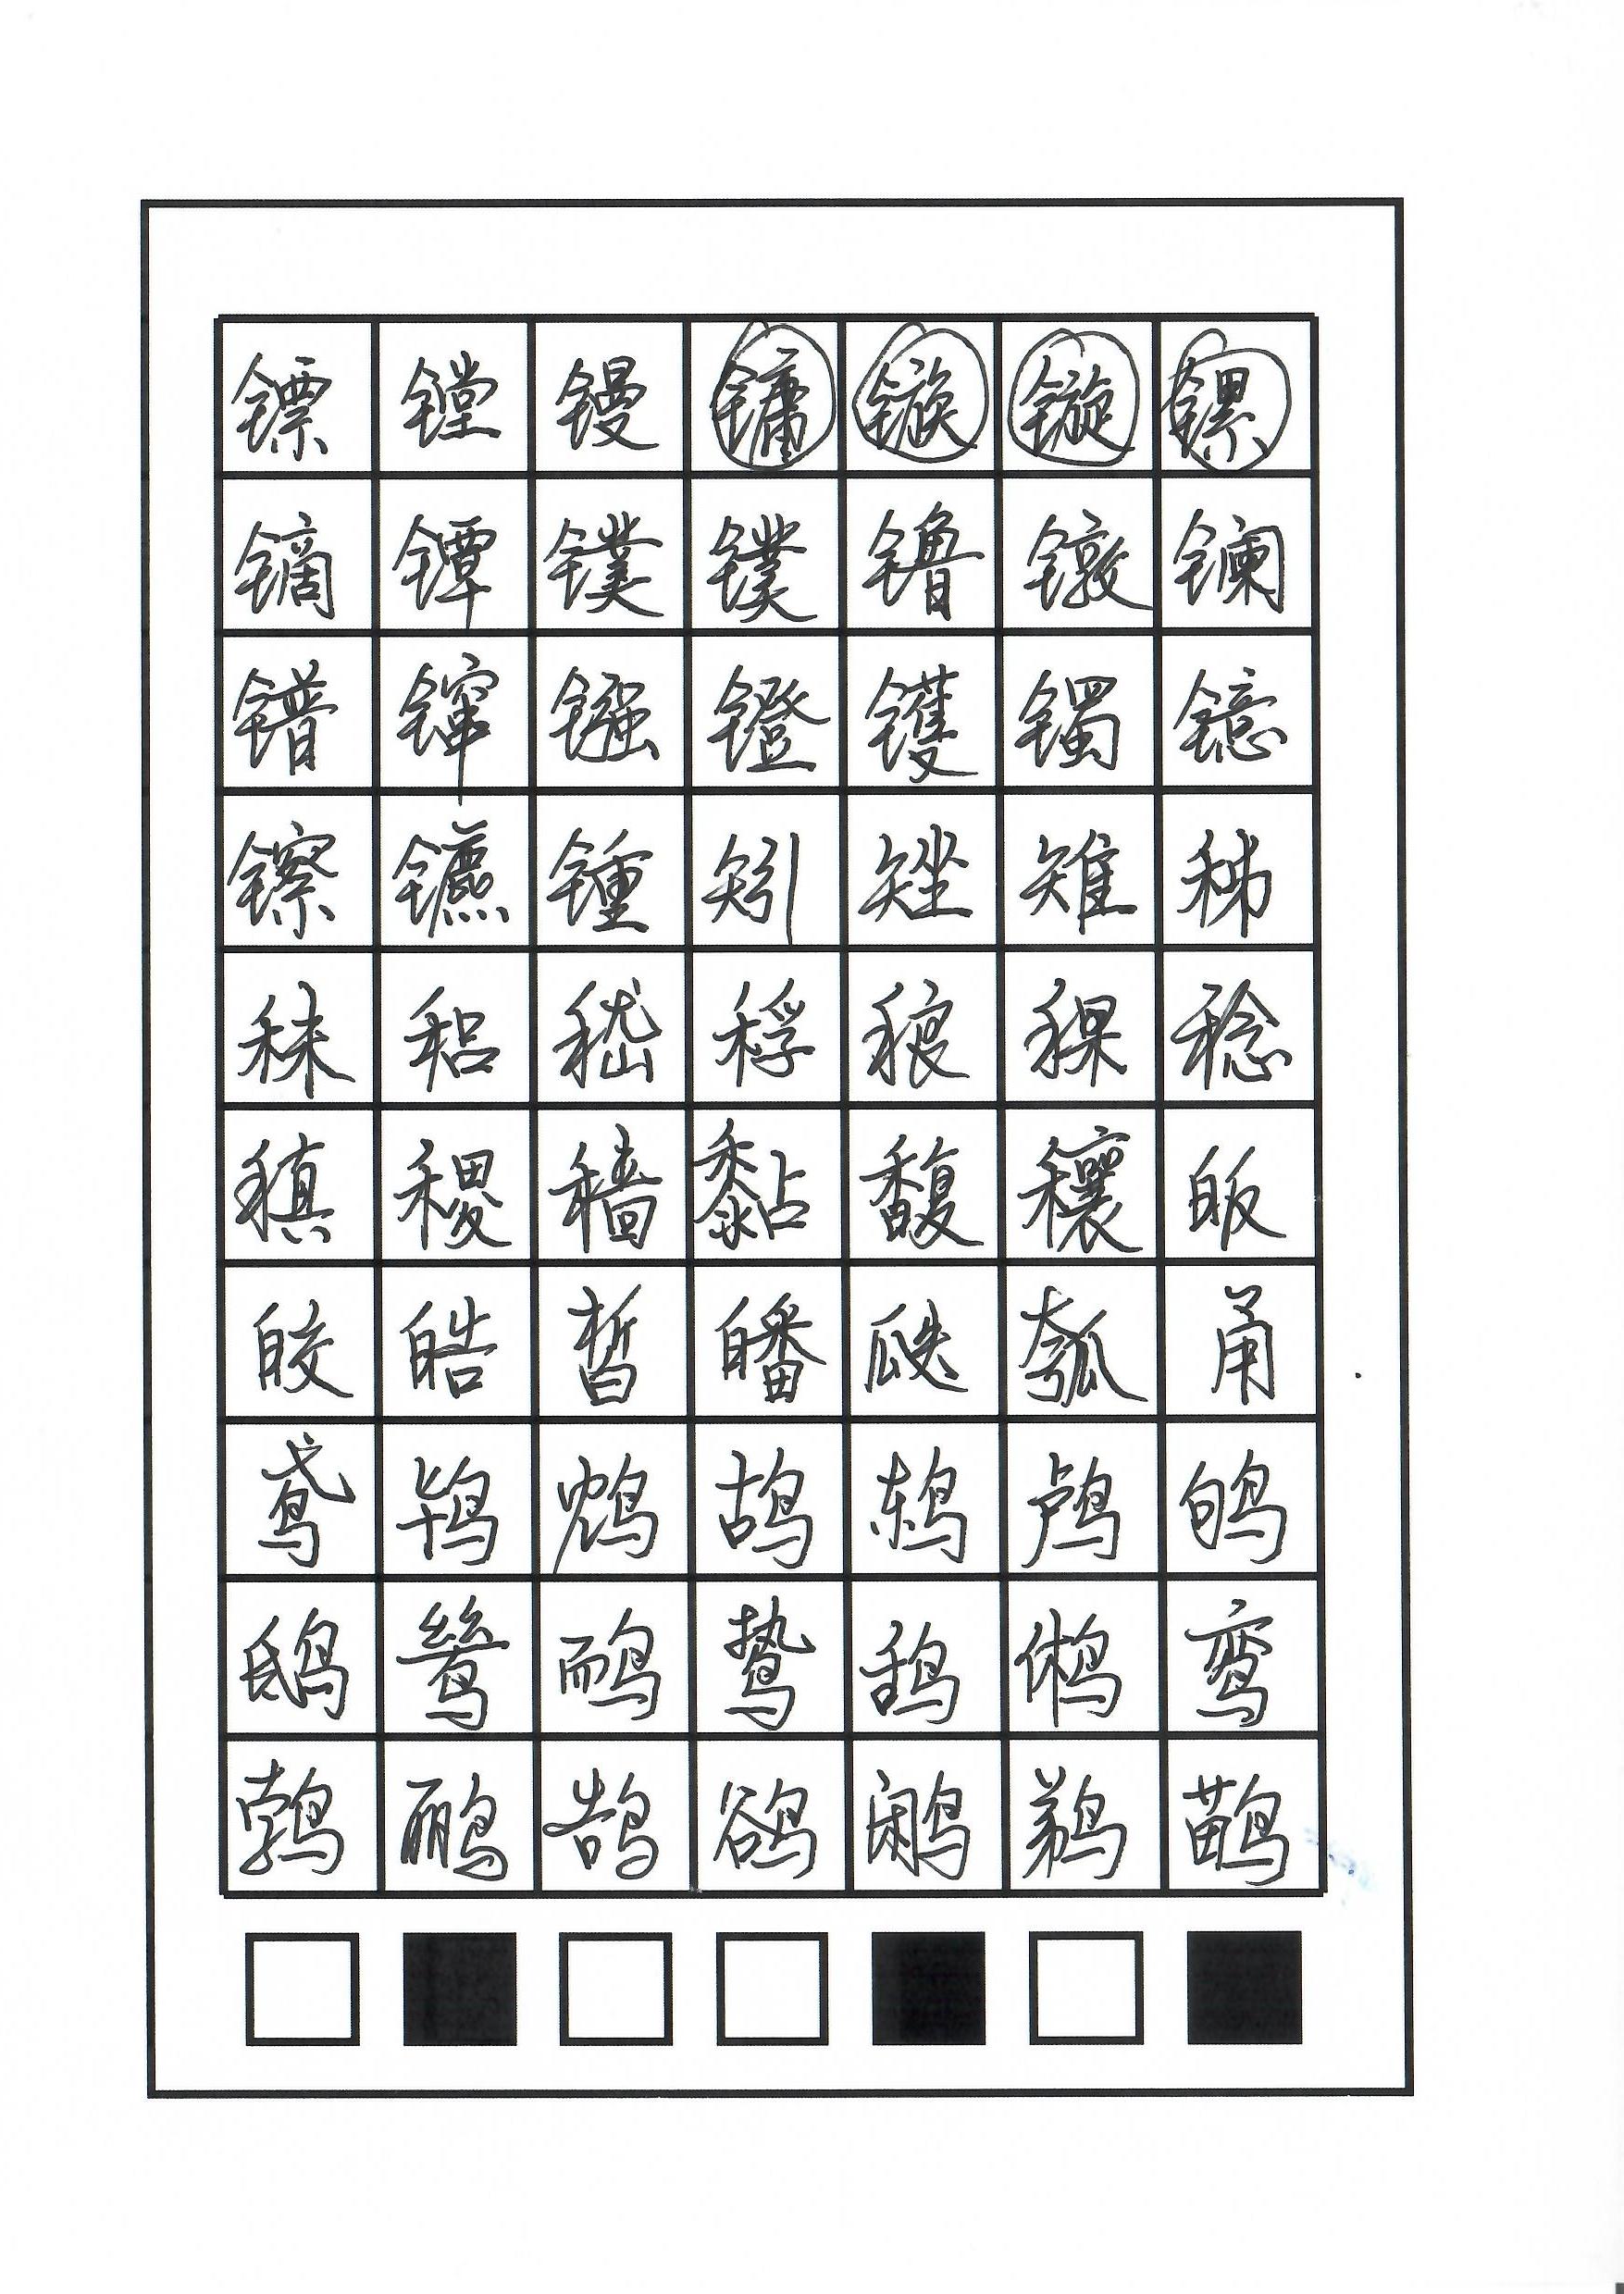 镖镗镘镛镞镟镙
镝镡镤镤镥镦镧
镨镩镪镫镬镯镱
镲镳锺矧矬雉秭
秣稆嵇稃稂稞稔
稹稷穑黏馥穰皈
皎皓皙皤瓞瓠甬
鸢鸨鸩鸪鸫鸬鸲
鸱鸶鸸鸷鸹鸺鸾
鹁鹂鹄鹆鹇鹈鹋